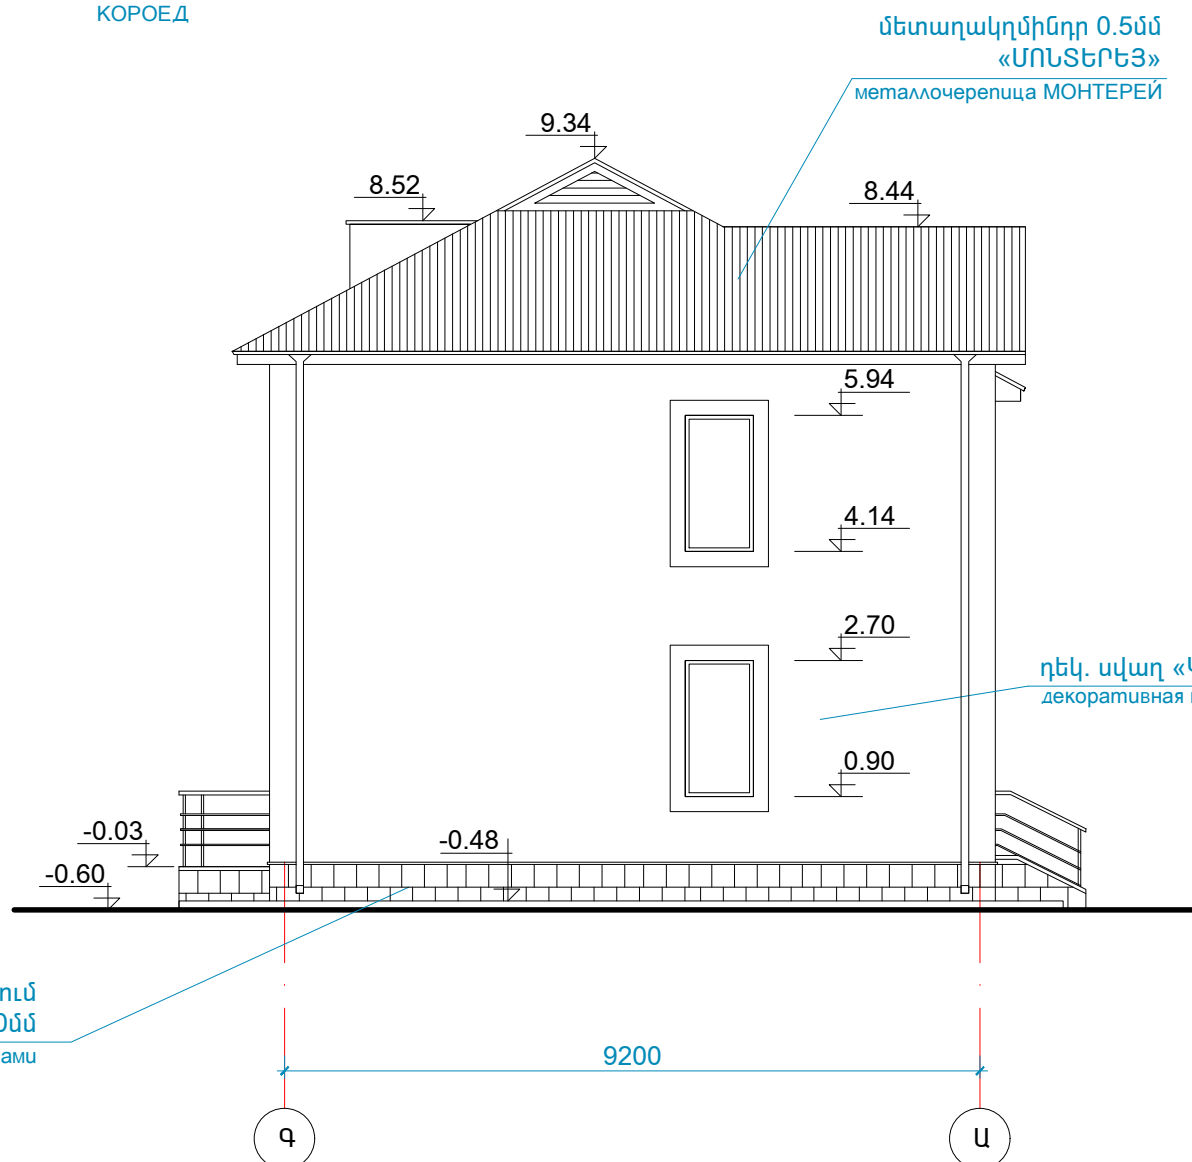 КОРОЕД
մետաղակղմինդր 0.5մմ
«ՄՈՆՏԵՐԵՅ»
металлочерепица МОНТЕРЕЙ
9.34
8.52
8.44
5.94
4.14
2.70
դեկ. սվաղ
декоративная
0.90
-0.03
-0.48
-0.60
9200
Գ
Ա